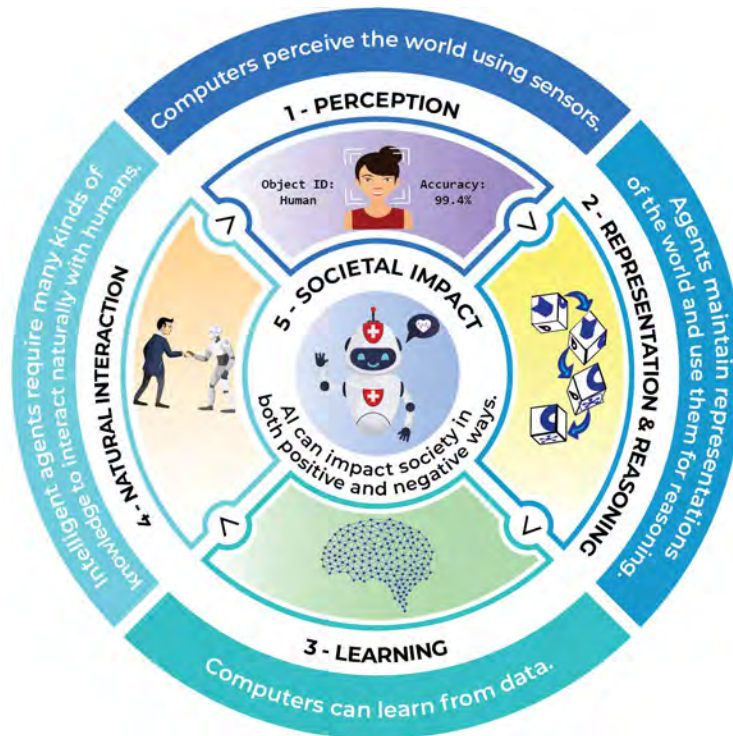 Computers perceive the world using sensors.
1 - PERCEPTION
Object ID:
Human
Accuracy:
99.4%
Agents maintain representations
of the world and use them for reasoning.
2 - REPRESENTATION & REASONING
3 - LEARNING
Computers can learn from data.
Intelligent agents require many kinds of
knowledge to interact naturally with humans.
4 - NATURAL INTERACTION
5 - SOCIETAL IMPACT
AI can impact society in
both positive and negative ways.